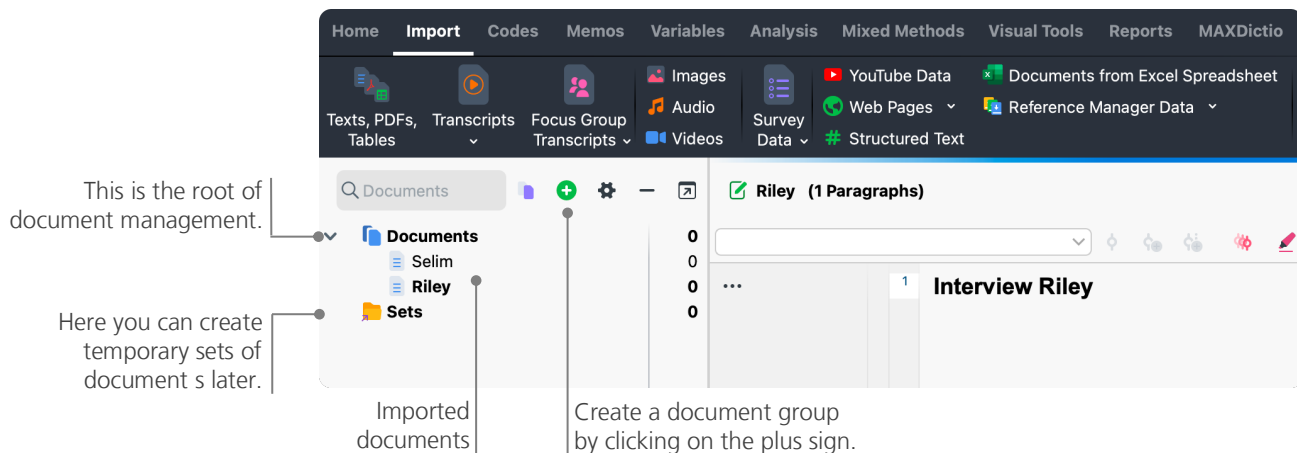 Home Import Codes Memos Variables Analysis Mixed Methods Visual Tools Reports MAXDictio
Texts, PDFs,
Tables
Transcripts
Focus Group
Transcripts
Images
Audio
Videos
Survey
Data
YouTube Data
Web Pages
# Structured Text
Documents from Excel Spreadsheet
Reference Manager Data
This is the root of
document management.
Here you can create
temporary sets of
document s later.
Documents
Documents 0
Selim 0
Riley 0
Sets 0
Riley (1 Paragraphs)
1 Interview Riley
Imported
documents
Create a document group
by clicking on the plus sign.